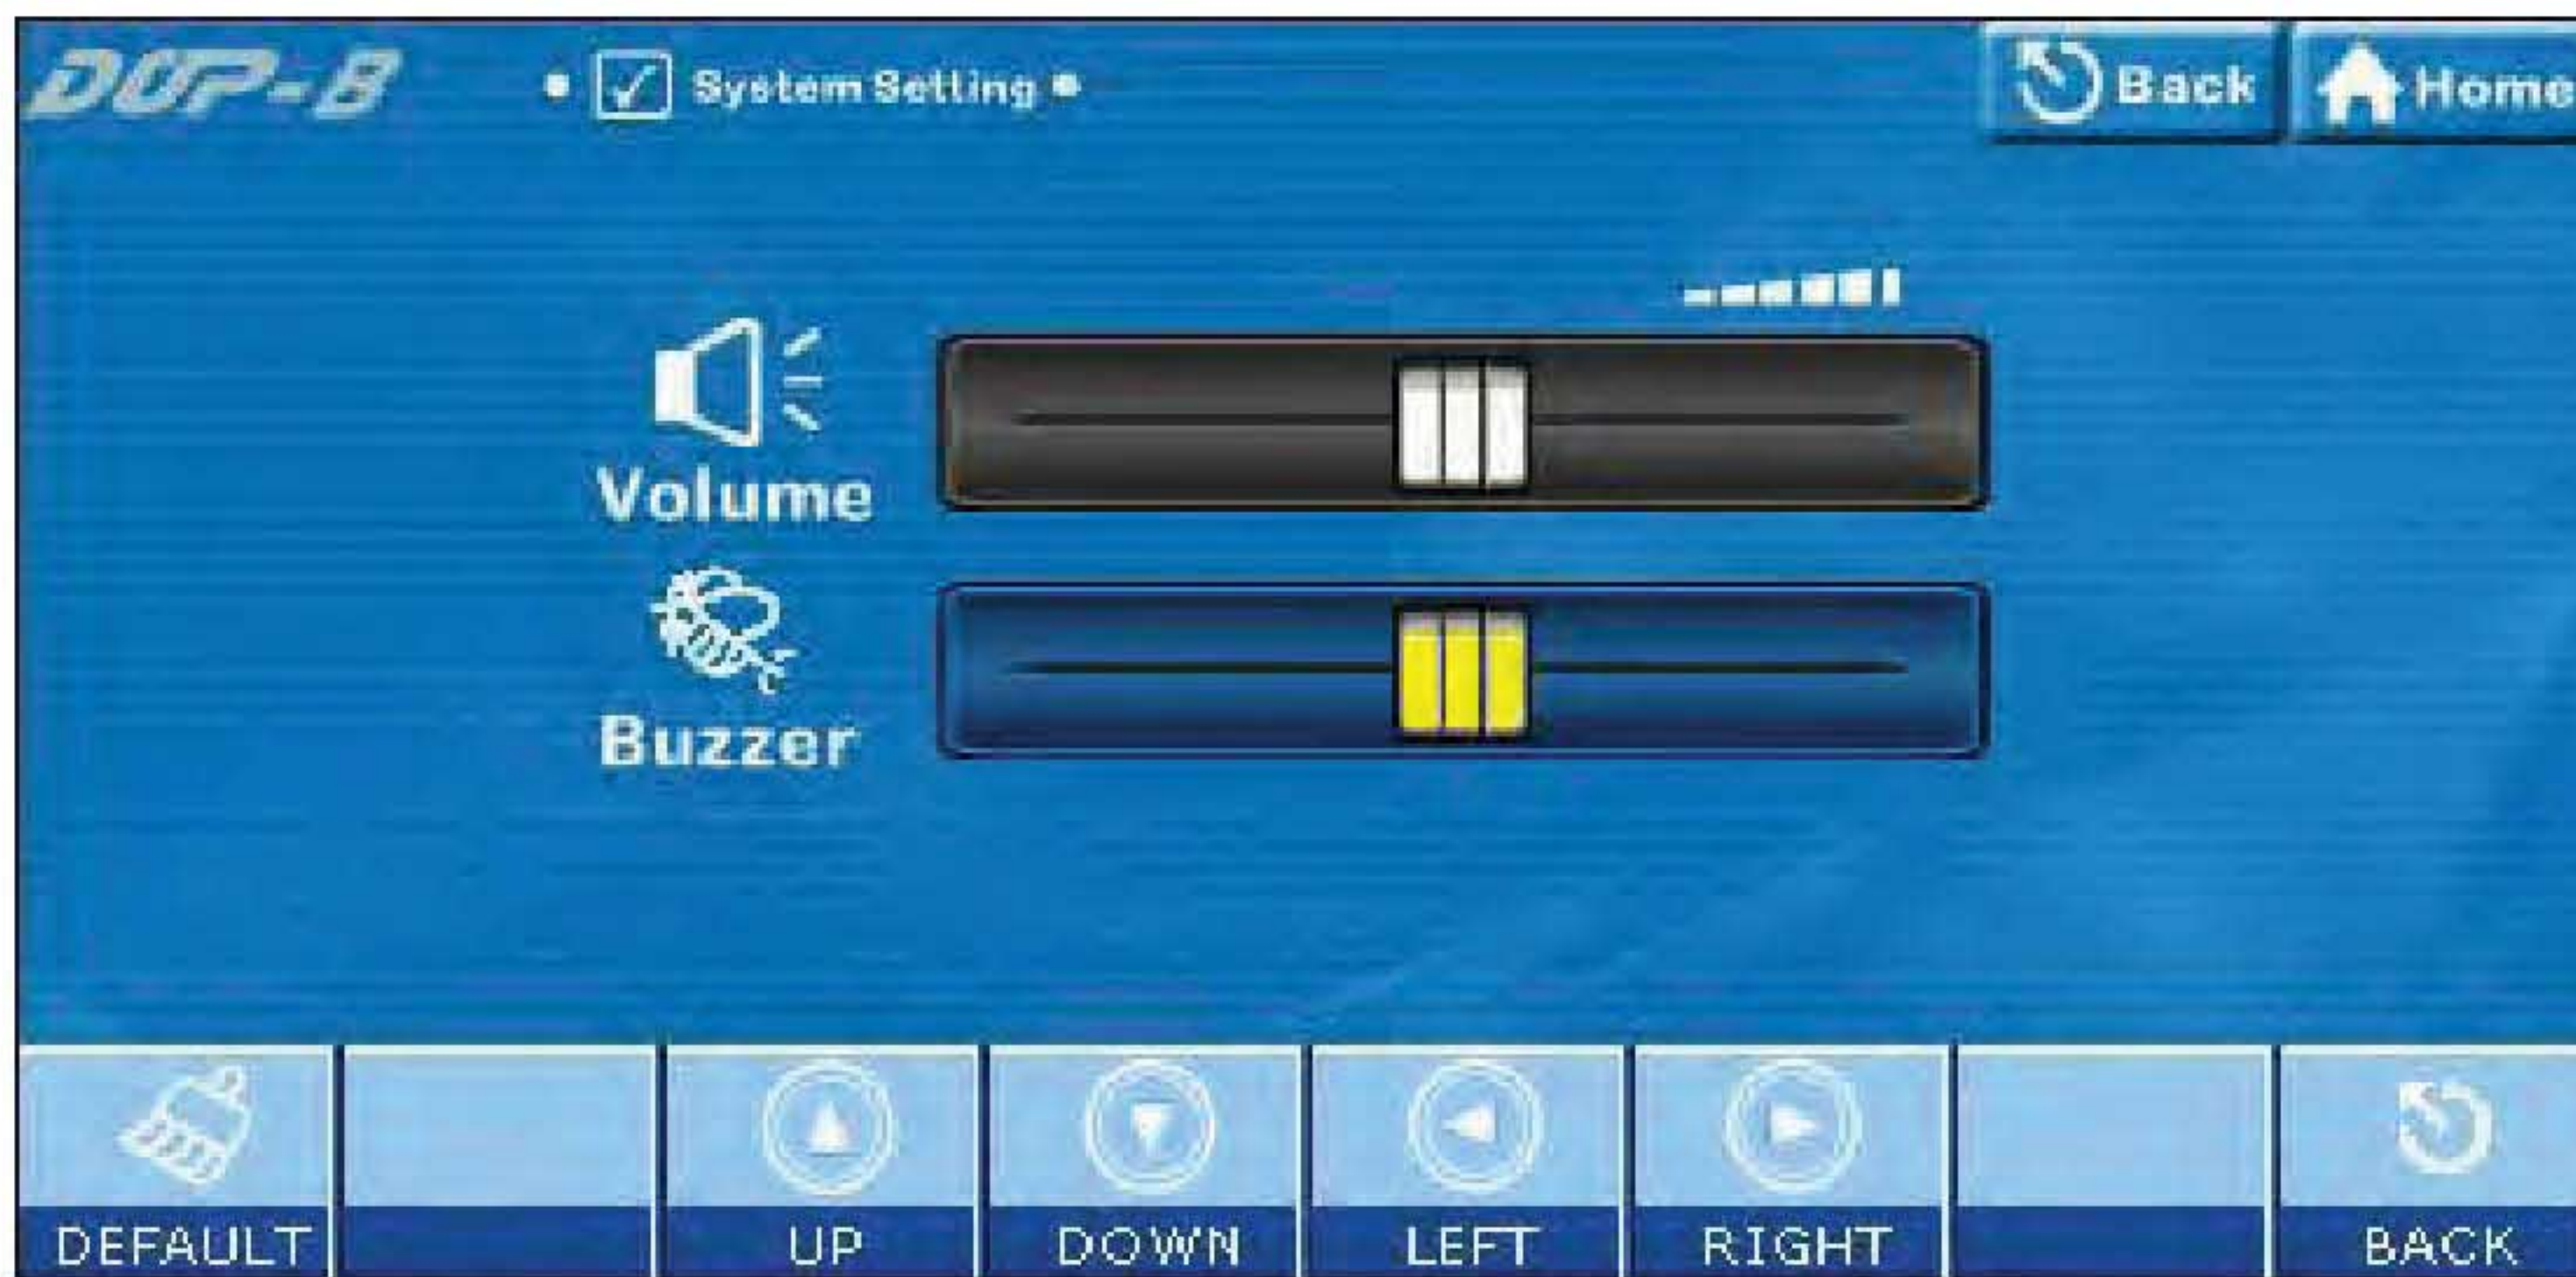 DOP-B
System Setting
Back
Home
Volume
Buzzer
DEFAULT
UP
DOWN
LEFT
RIGHT
BACK